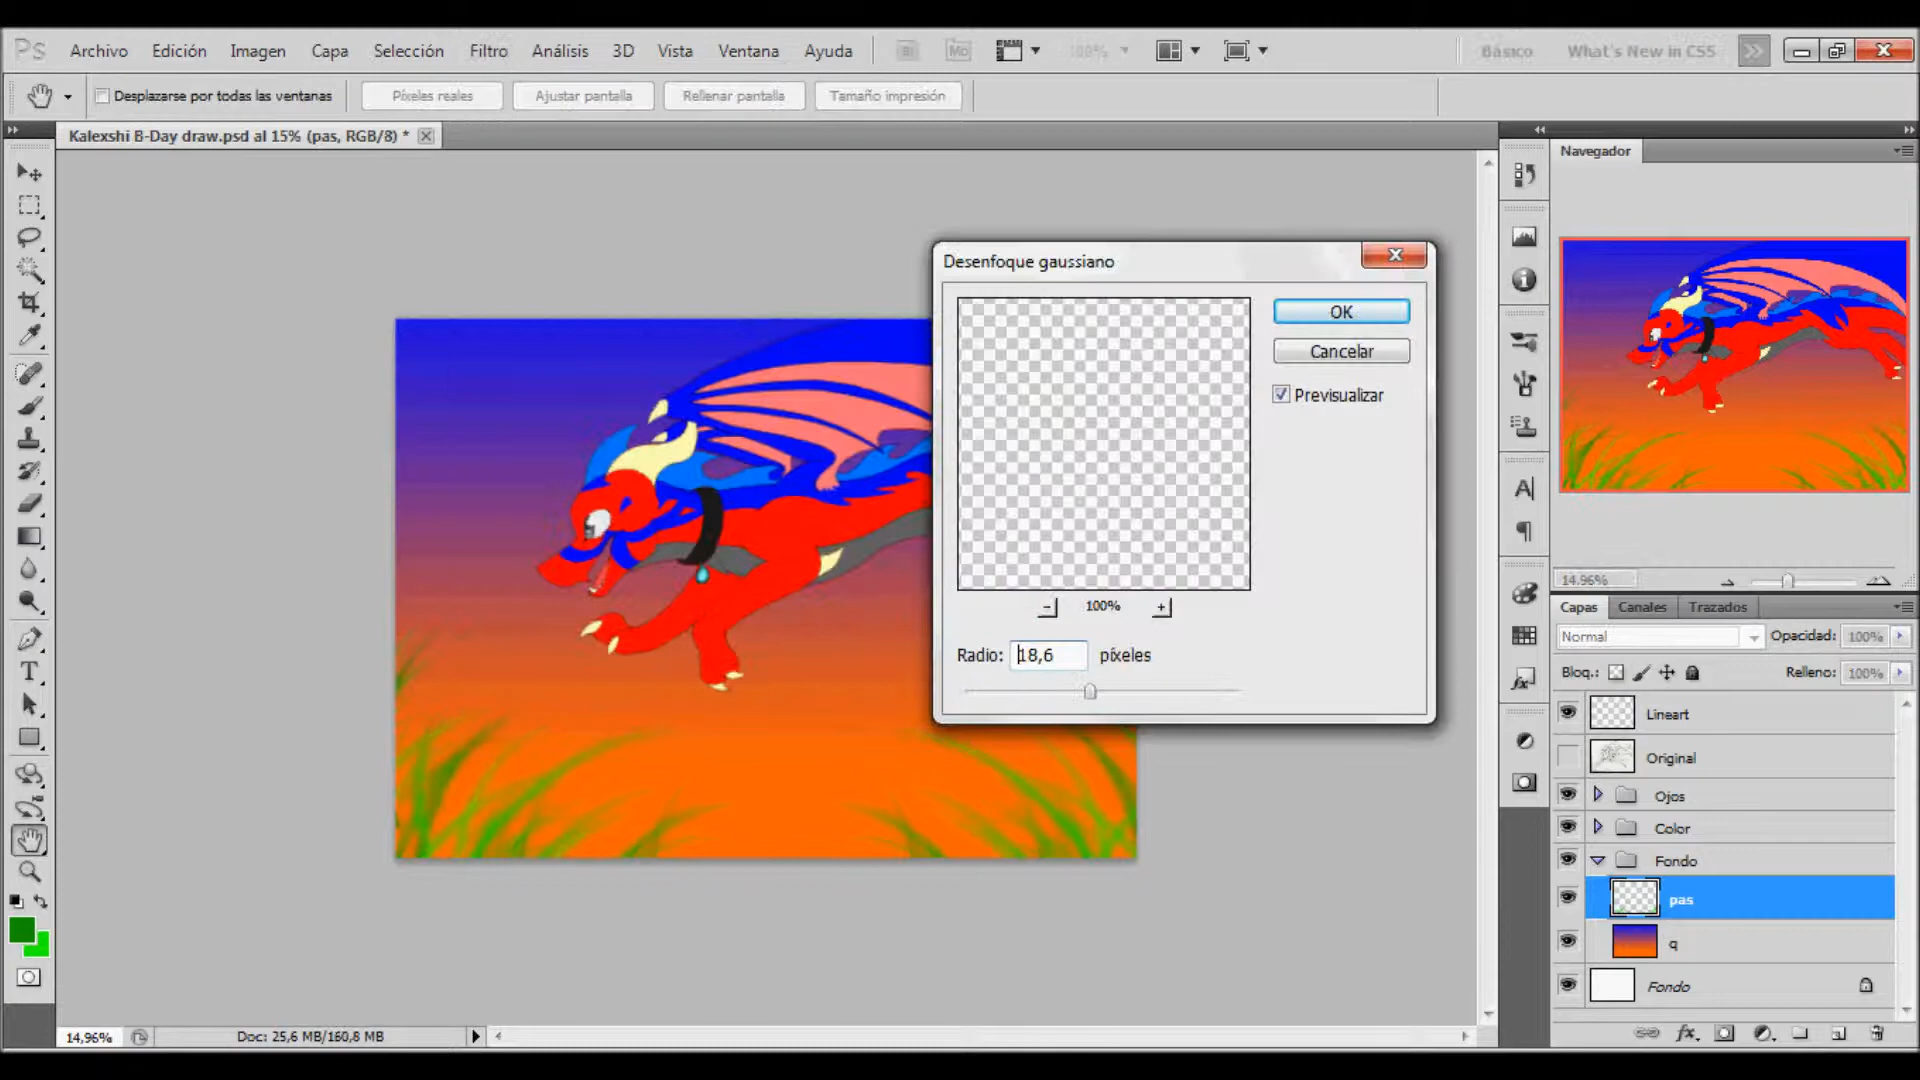 Ps Archivo Edición Imagen Capa Selección Filtro Análisis 3D Vista Ventana Ayuda Br Mb 100% Básico What's New in CS5
Desplazarse por todas las ventanas Píxeles reales Ajustar pantalla Rellenar pantalla Tamaño impresión
Kalexshi B-Day draw.psd al 15% (pas, RGB/8) *
Navegador
Desenfoque gaussiano
OK
Cancelar
Previsualizar
100%
Radio: 18,6 píxeles
14.96%
Capas Canales Trazados
Normal Opacidad: 100%
Bloq.: Relleno: 100%
Lineart
Original
Ojos
Color
Fondo
pas
q
Fondo
14,96% Doc: 25,6 MB/160,8 MB